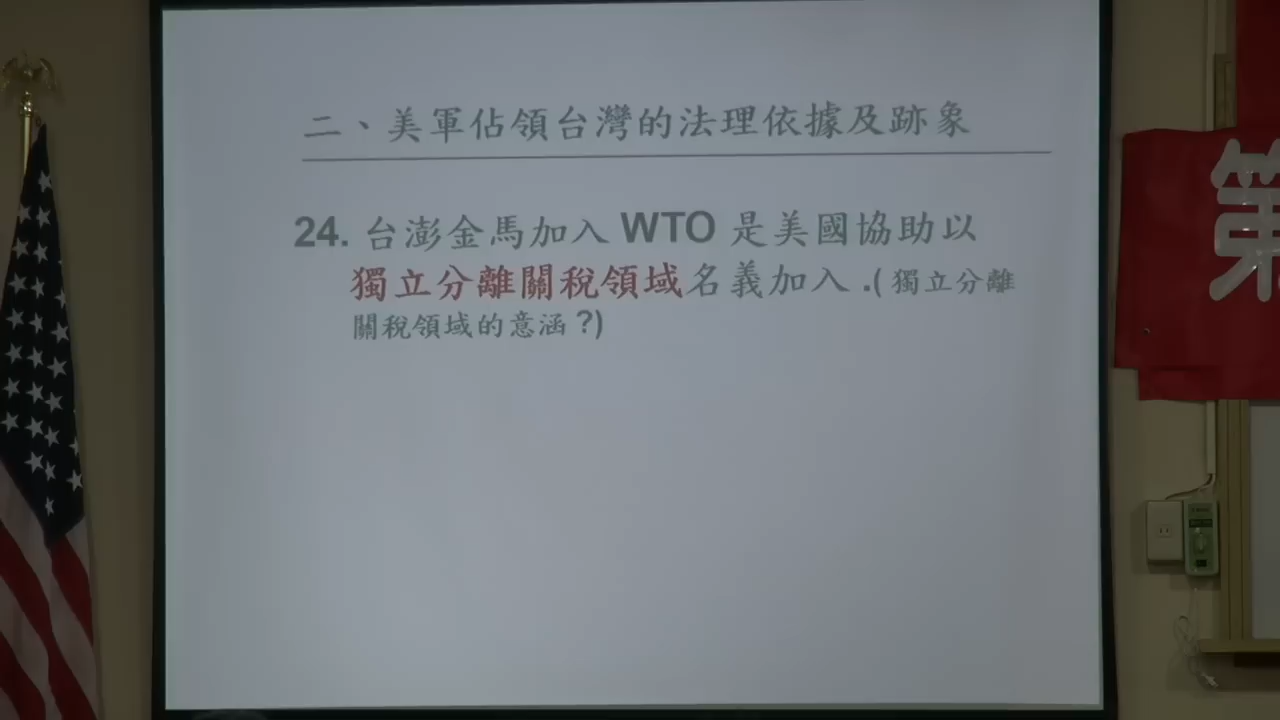 二、美軍佔領台灣的法理依據及跡象
24. 台澎金馬加入 WTO 是美國協助以
獨立分離關稅領域名義加入 .( 獨立分離
關稅領域的意涵 ?)
第